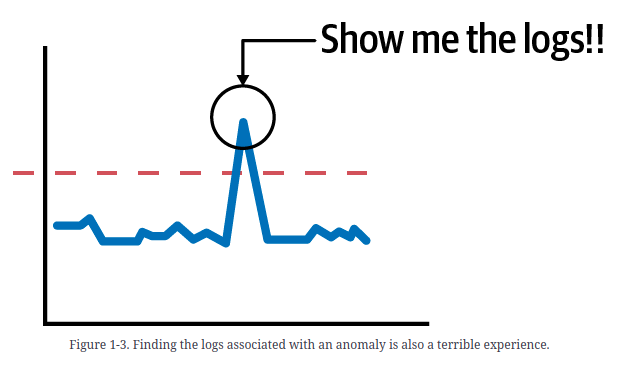 Show me the logs!!
Figure 1-3. Finding the logs associated with an anomaly is also a terrible experience.